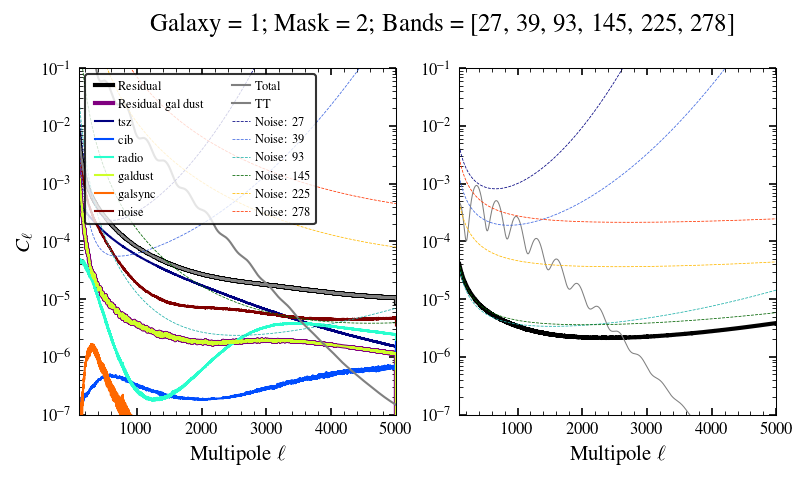 Galaxy = 1; Mask = 2; Bands = [27, 39, 93, 145, 225, 278]
10⁻¹
10⁻²
10⁻³
10⁻⁴
10⁻⁵
10⁻⁶
10⁻⁷
C_ℓ
Residual
Residual gal dust
tsz
cib
radio
galdust
galsync
noise
Total
TT
Noise: 27
Noise: 39
Noise: 93
Noise: 145
Noise: 225
Noise: 278
1000 2000 3000 4000 5000
Multipole ℓ
10⁻¹
10⁻²
10⁻³
10⁻⁴
10⁻⁵
10⁻⁶
10⁻⁷
1000 2000 3000 4000 5000
Multipole ℓ